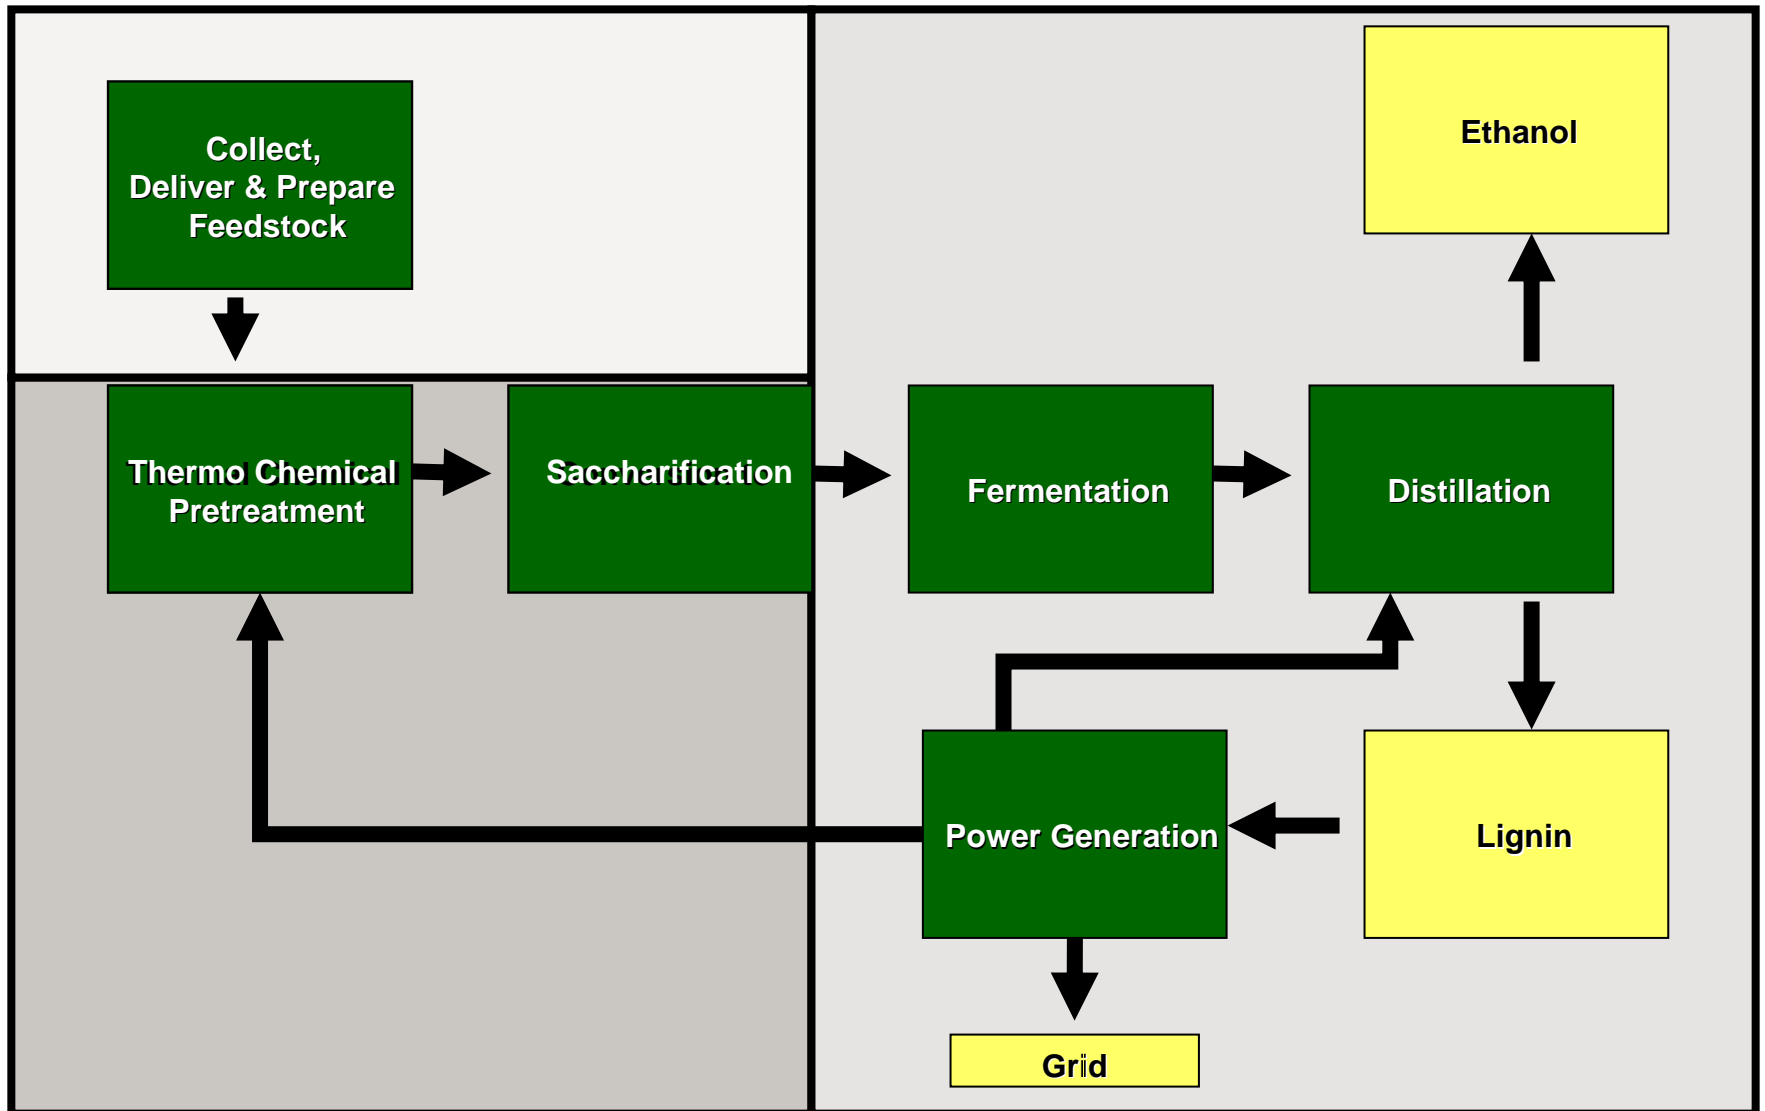 Collect,
Deliver & Prepare
Feedstock
Ethanol
Thermo Chemical
Pretreatment
Saccharification
Fermentation
Distillation
Power Generation
Lignin
Grid